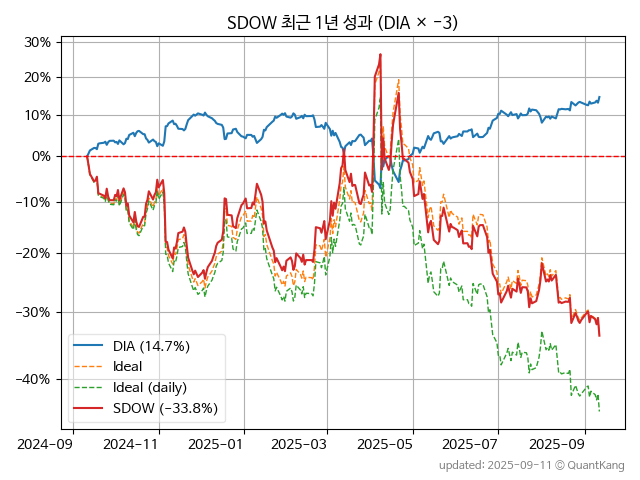 SDOW 최근 1년 성과 (DIA × −3)
30%
20%
10%
0%
−10%
−20%
−30%
−40%
DIA (14.7%)
Ideal
Ideal (daily)
SDOW (−33.8%)
2024-09 2024-11 2025-01 2025-03 2025-05 2025-07 2025-09
updated: 2025-09-11 © QuantKang